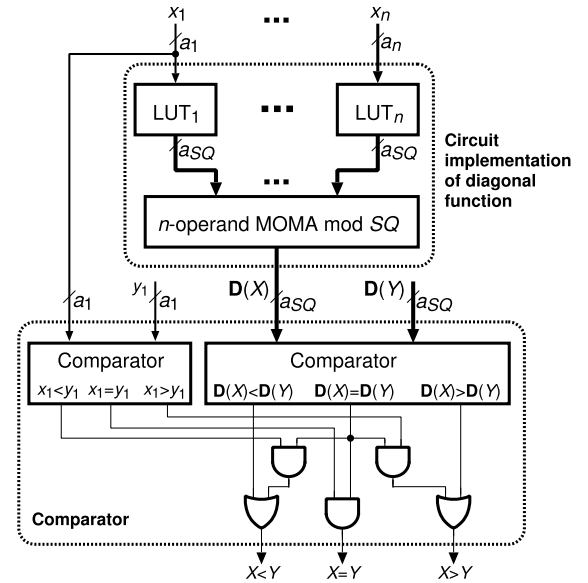 x1 ... xn
a1 an
LUT1 ... LUTn
aSQ ... aSQ
Circuit
implementation
of diagonal
function
n-operand MOMA mod SQ
a1 y1 a1 D(X) aSQ D(Y) aSQ
Comparator
x1<y1 x1=y1 x1>y1
Comparator
D(X)<D(Y) D(X)=D(Y) D(X)>D(Y)
Comparator
X<Y X=Y X>Y